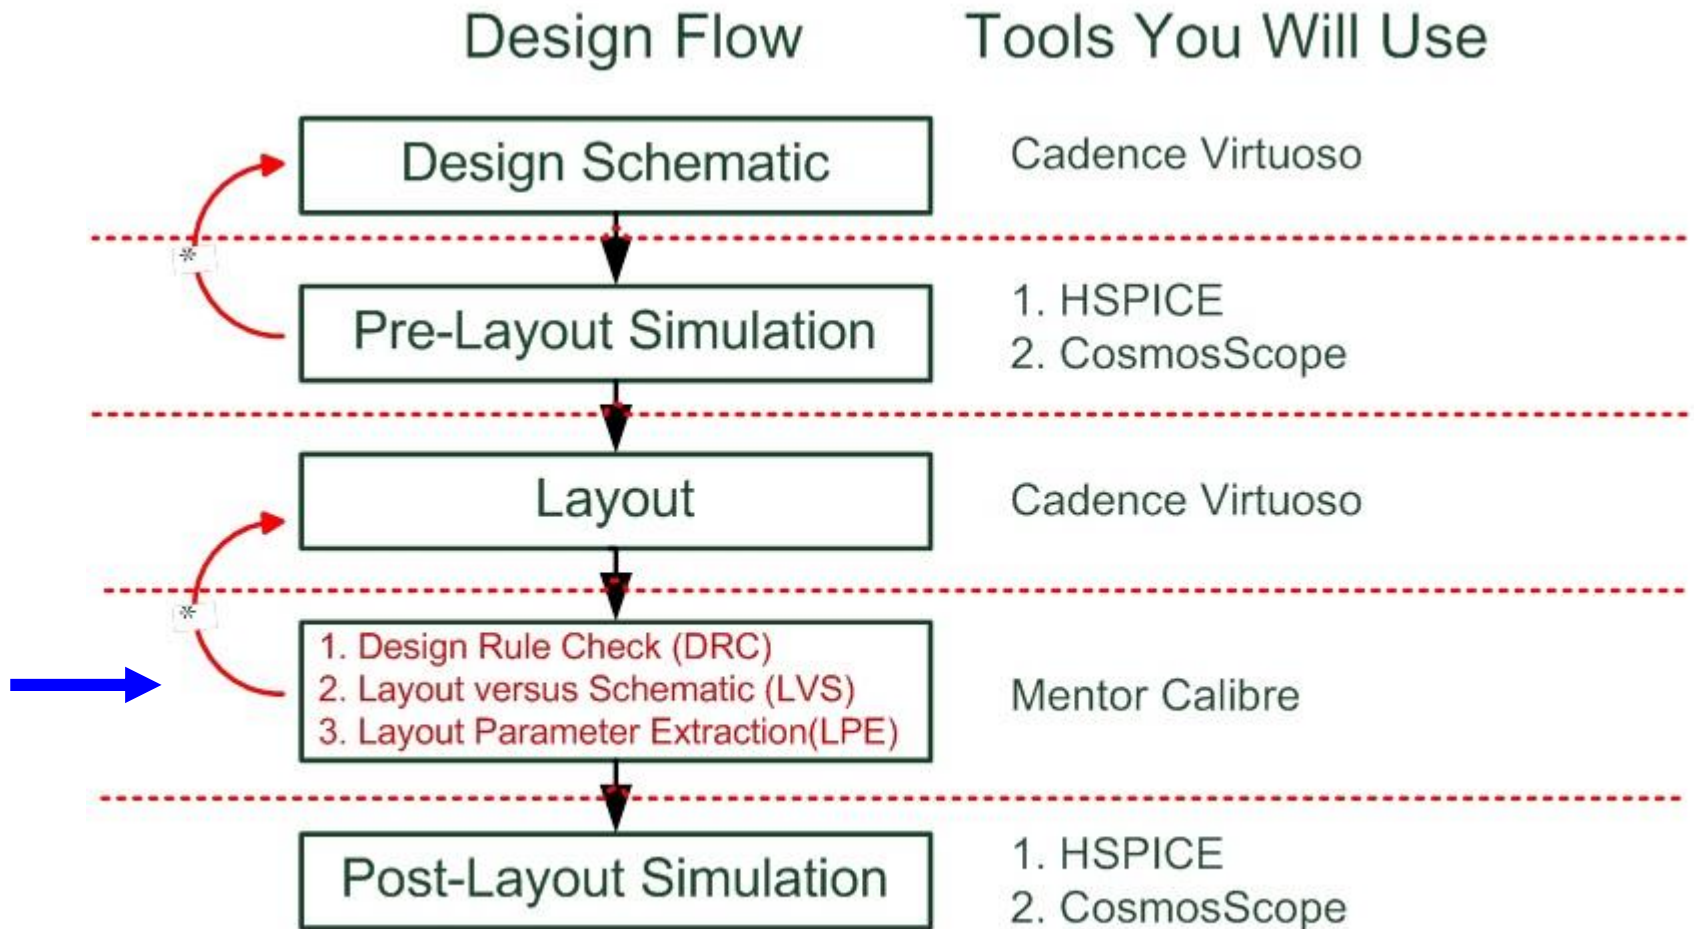 Design Flow
Tools You Will Use
Design Schematic
Cadence Virtuoso
*
Pre-Layout Simulation
1. HSPICE
2. CosmosScope
Layout
Cadence Virtuoso
*
1. Design Rule Check (DRC)
2. Layout versus Schematic (LVS)
3. Layout Parameter Extraction(LPE)
Mentor Calibre
Post-Layout Simulation
1. HSPICE
2. CosmosScope